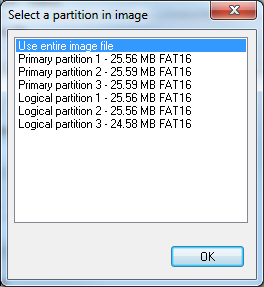 Select a partition in image
Use entire image file
Primary partition 1 - 25.56 MB FAT16
Primary partition 2 - 25.59 MB FAT16
Primary partition 3 - 25.59 MB FAT16
Logical partition 1 - 25.56 MB FAT16
Logical partition 2 - 25.56 MB FAT16
Logical partition 3 - 24.58 MB FAT16
OK